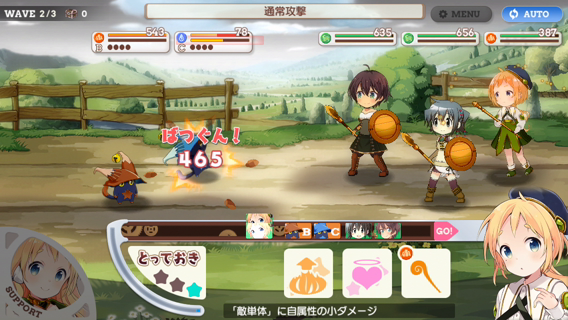 WAVE 2/3 0
通常攻撃
MENU
AUTO
543
B
78
C
635
656
387
ばつぐん!
465
B C GO!
とっておき
SUPPORT
「敵単体」に自属性の小ダメージ